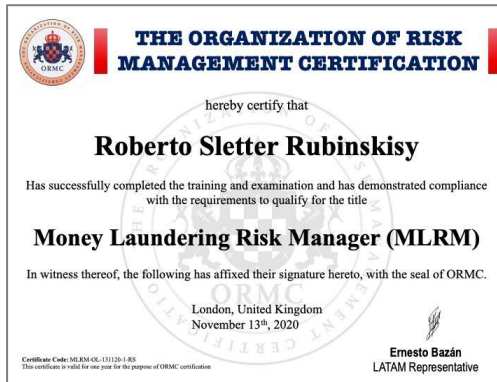 THE ORGANIZATION OF RISK
MANAGEMENT CERTIFICATION
ORMC
hereby certify that
Roberto Sletter Rubinskisy
Has successfully completed the training and examination and has demonstrated compliance
with the requirements to qualify for the title
Money Laundering Risk Manager (MLRM)
In witness thereof, the following has affixed their signature hereto, with the seal of ORMC.
ORMC
London, United Kingdom
November 13th, 2020
Ernesto Bazán
LATAM Representative
Certificate Code: MLRM-OL-131120-1-RS
This certificate is valid for one year for the purpose of ORMC certification